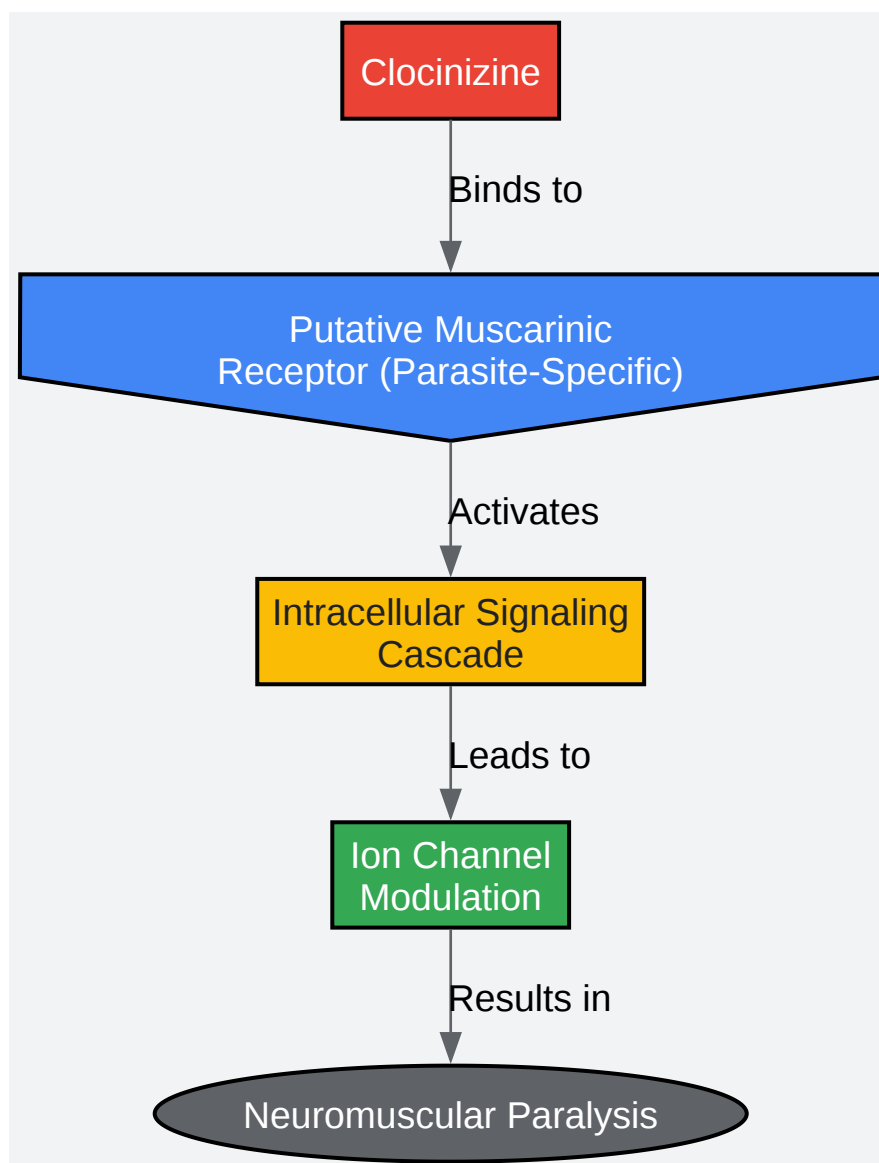 Clocinizine
Binds to
Putative Muscarinic
Receptor (Parasite-Specific)
Activates
Intracellular Signaling
Cascade
Leads to
Ion Channel
Modulation
Results in
Neuromuscular Paralysis